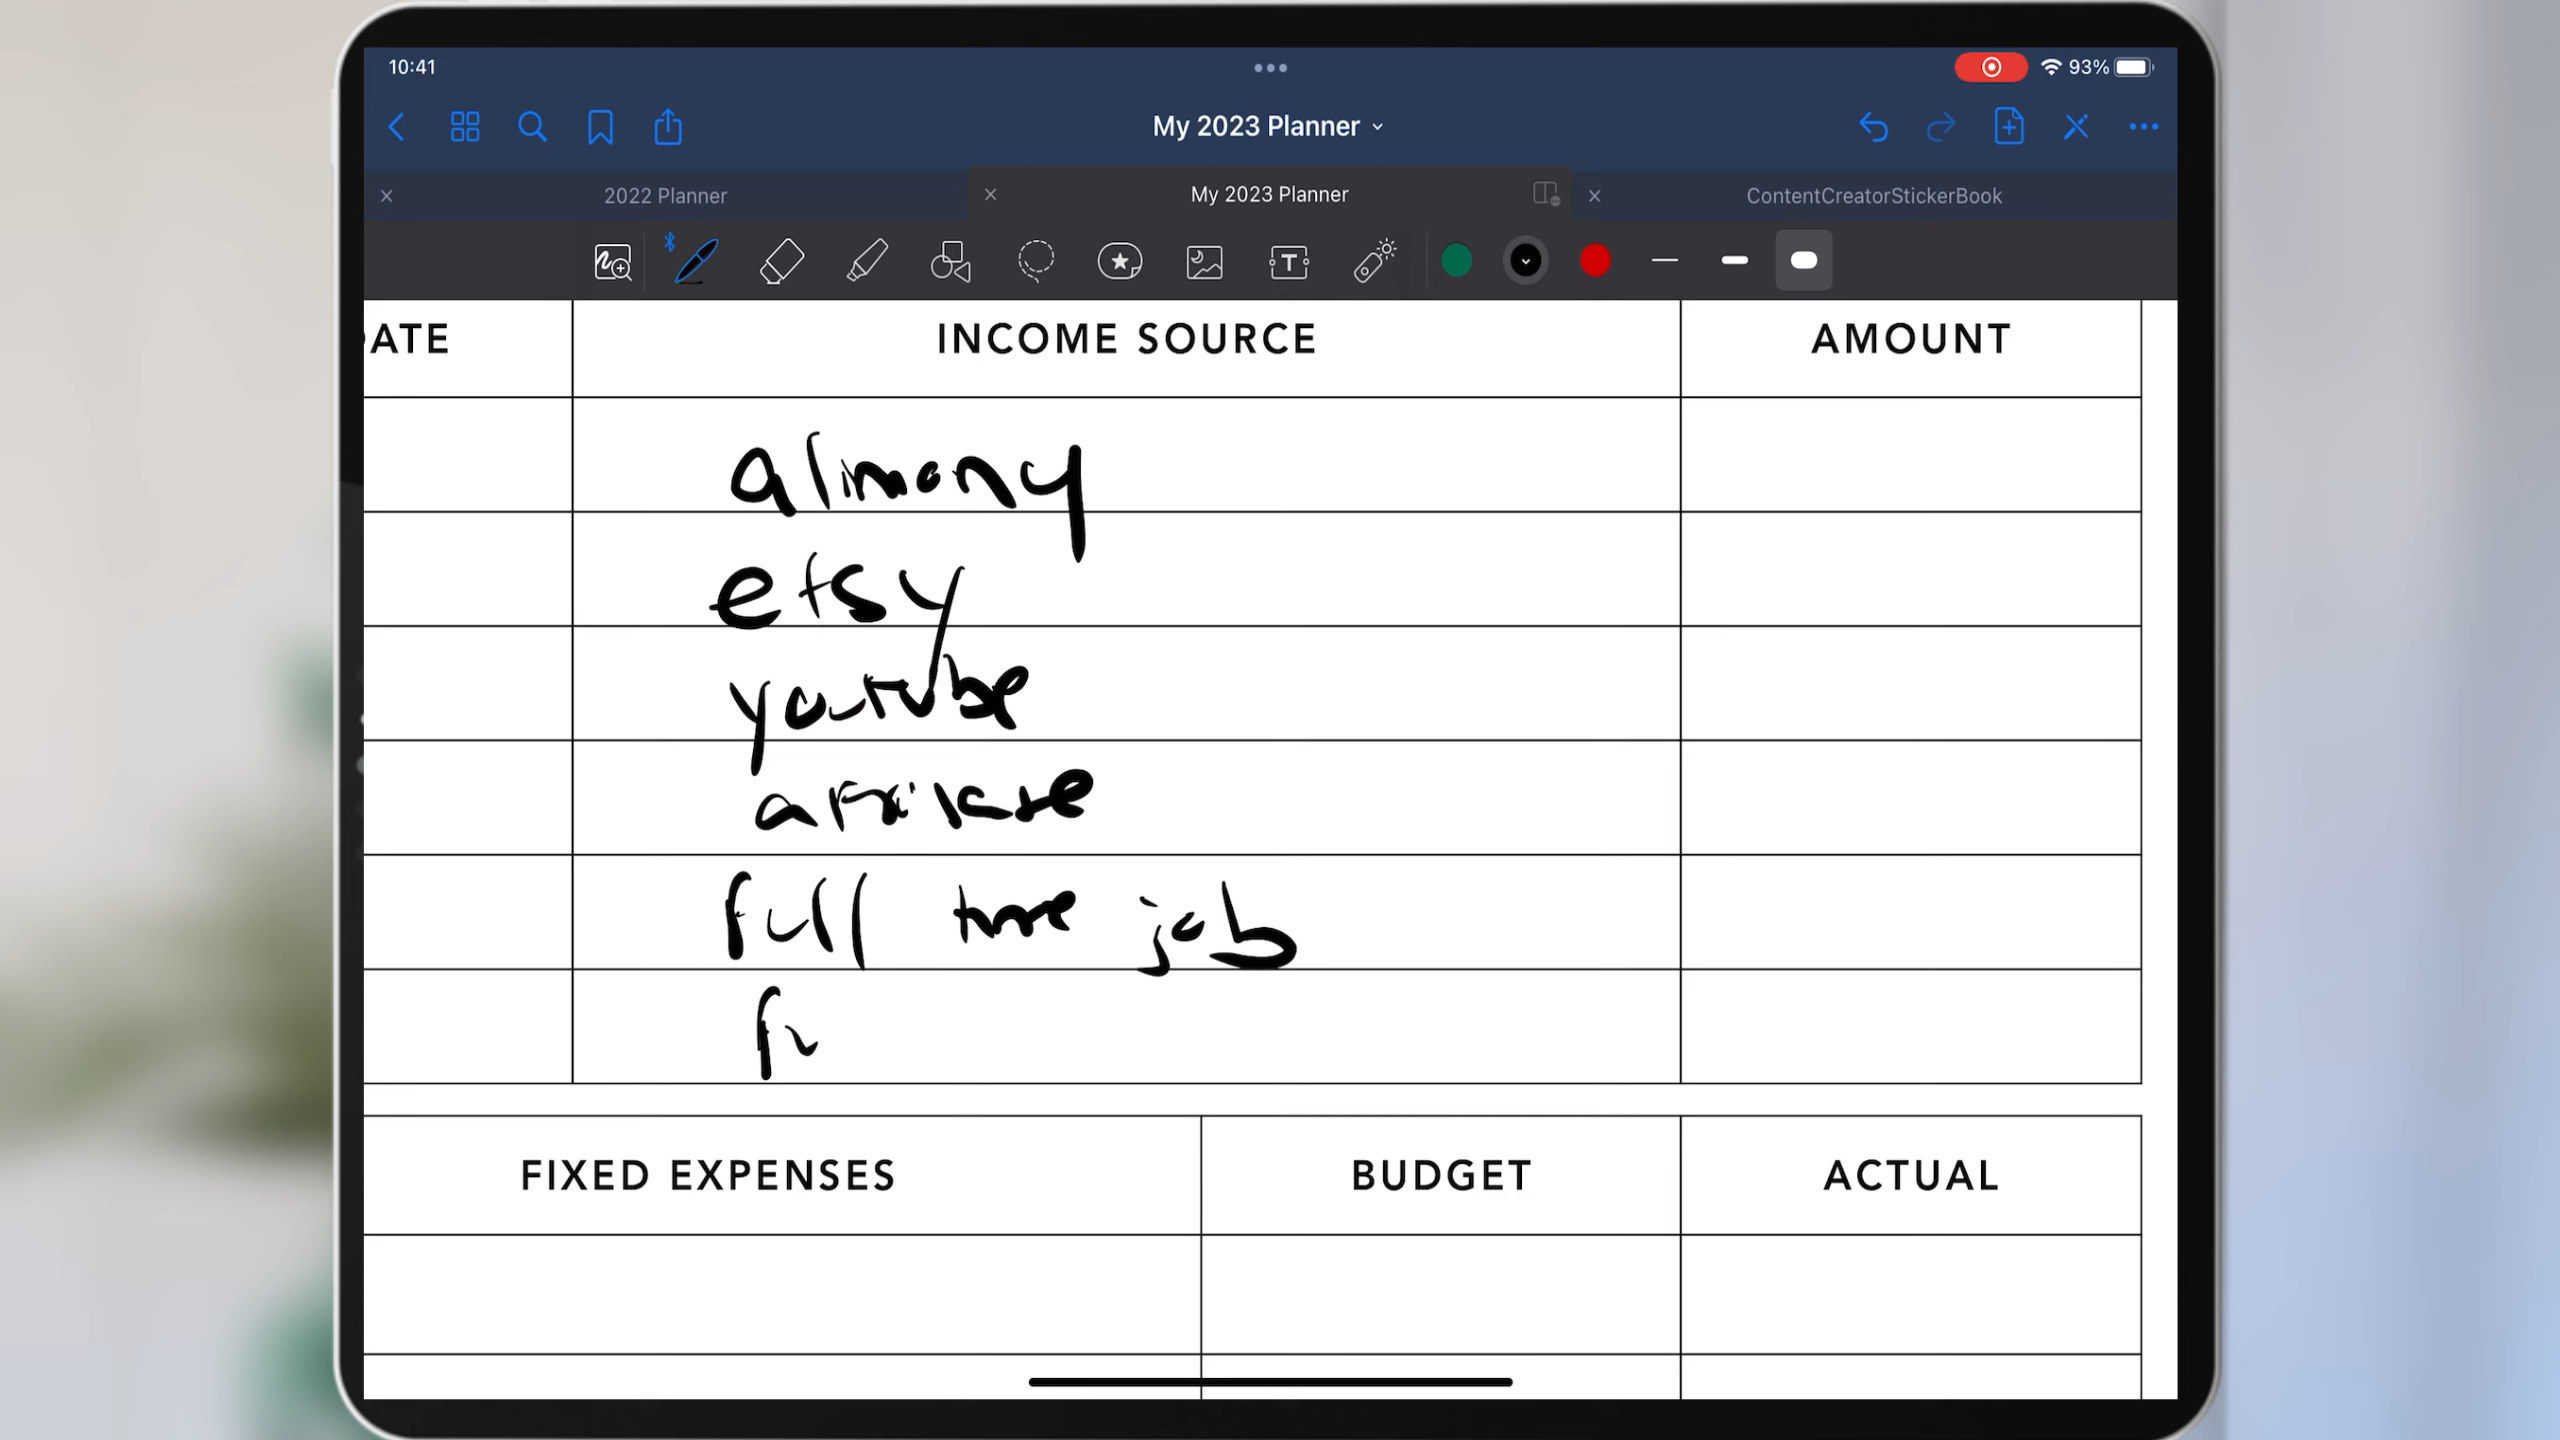 10:41
93%
My 2023 Planner
2022 Planner
My 2023 Planner
ContentCreatorStickerBook
T
ATE
INCOME SOURCE
AMOUNT
alimony
etsy
youtube
full time job
FIXED EXPENSES
BUDGET
ACTUAL